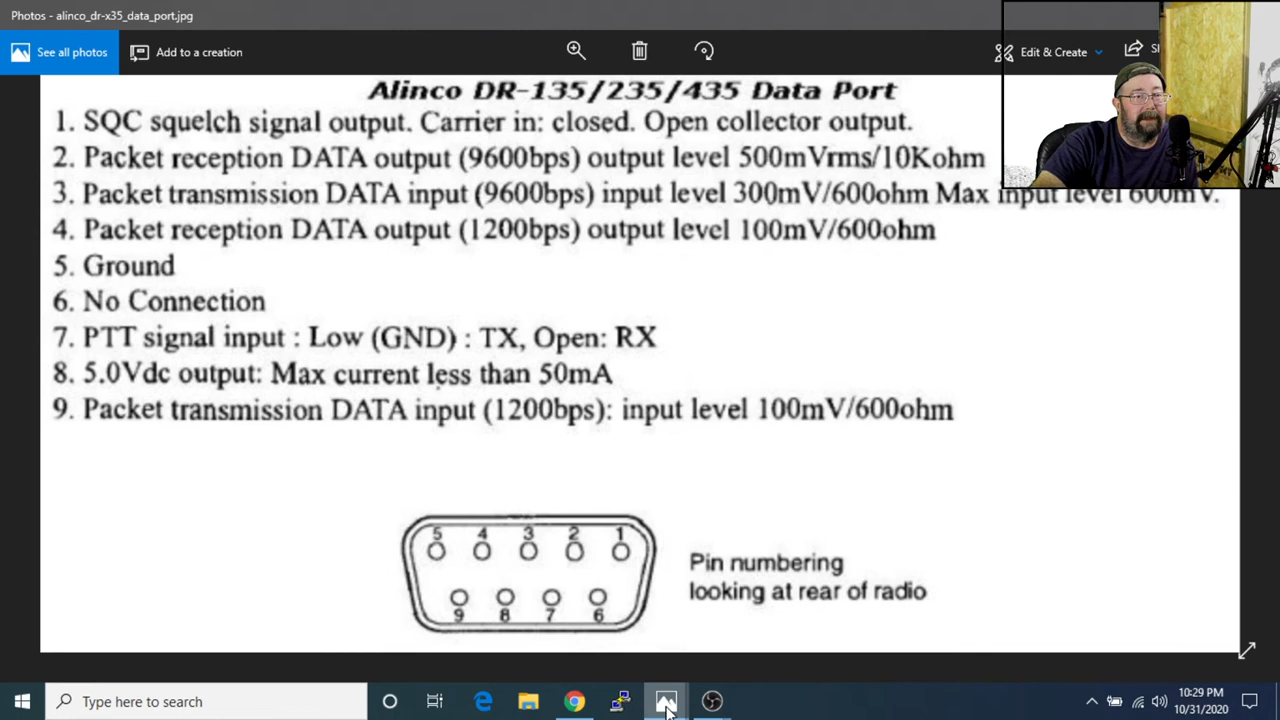 Photos - alinco_dr-x35_data_port.jpg
See all photos
Add to a creation
Edit & Create
Alinco DR-135/235/435 Data Port
1. SQC squelch signal output. Carrier in: closed. Open collector output.
2. Packet reception DATA output (9600bps) output level 500mVrms/10Kohm
3. Packet transmission DATA input (9600bps) input level 300mV/600ohm Max input level 600mV.
4. Packet reception DATA output (1200bps) output level 100mV/600ohm
5. Ground
6. No Connection
7. PTT signal input : Low (GND) : TX, Open: RX
8. 5.0Vdc output: Max current less than 50mA
9. Packet transmission DATA input (1200bps): input level 100mV/600ohm
5 4 3 2 1
9 8 7 6
Pin numbering
looking at rear of radio
Type here to search
10:29 PM
10/31/2020